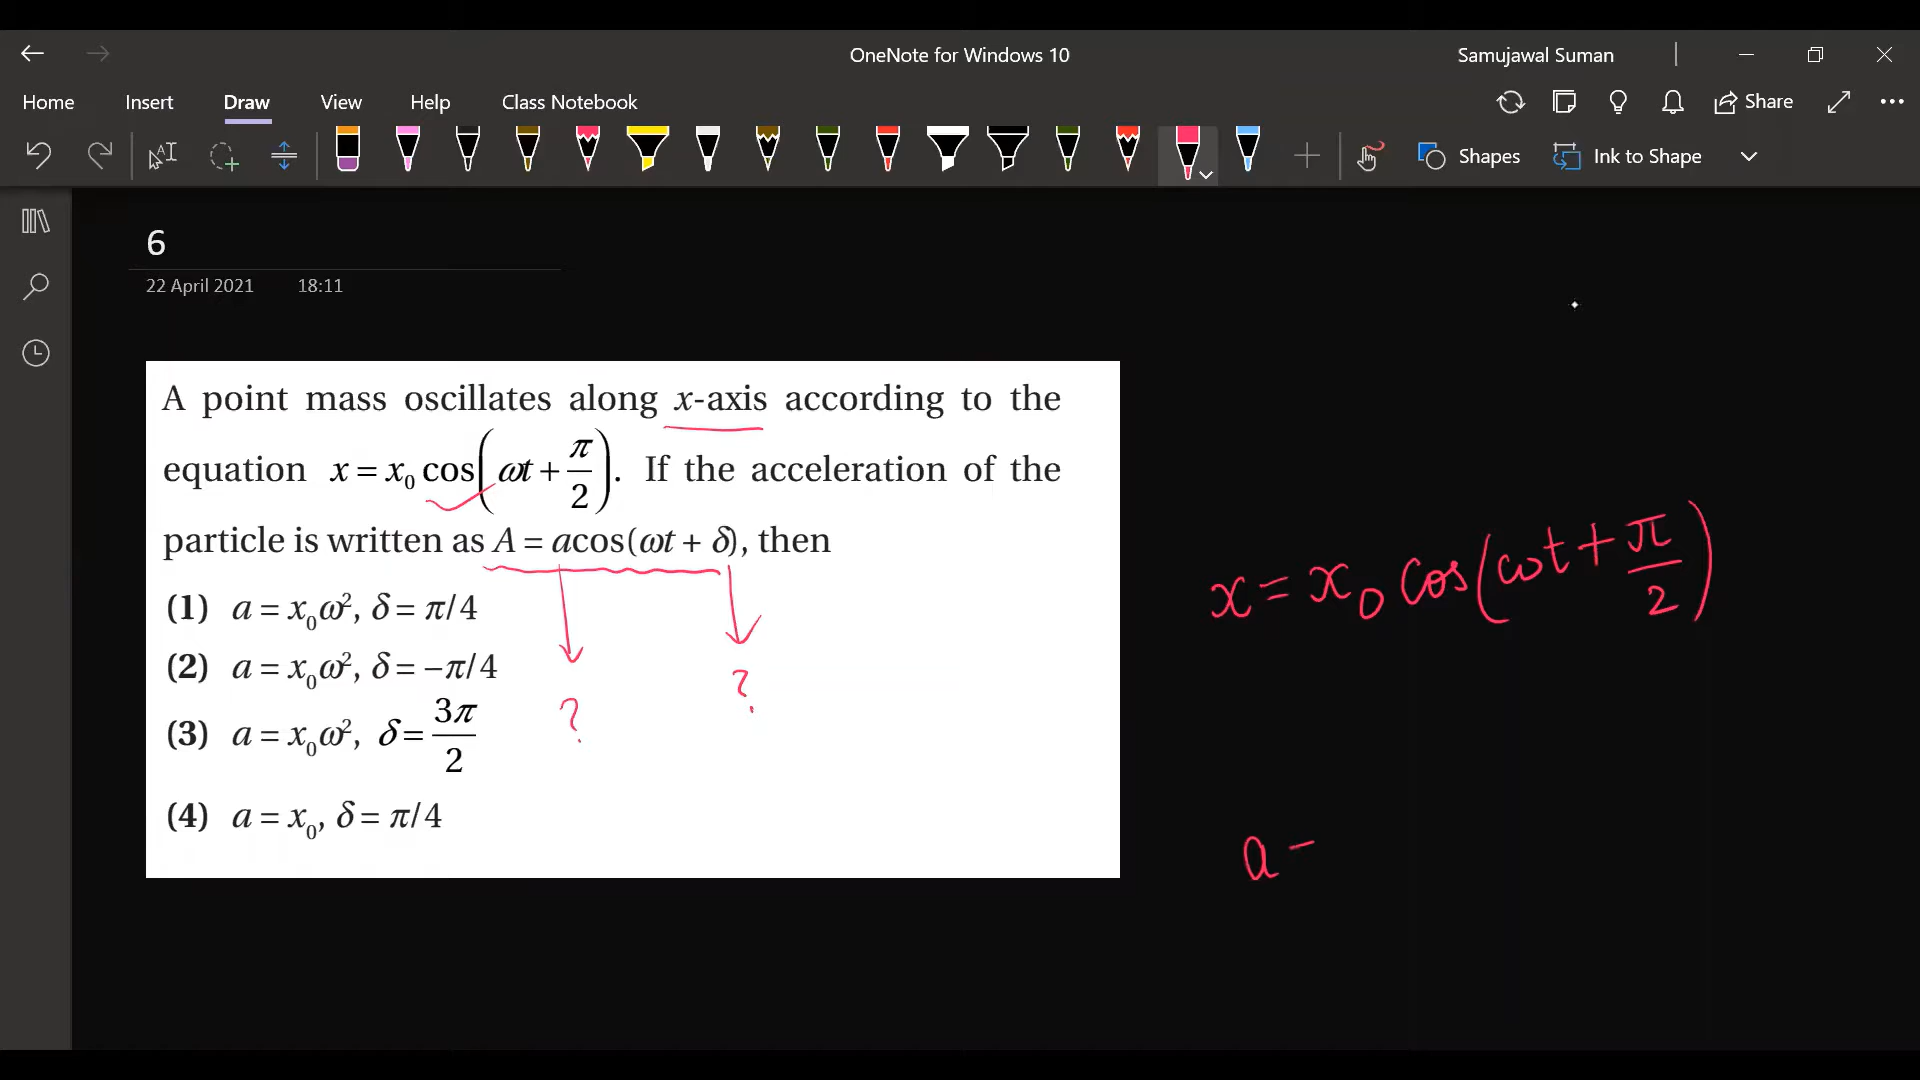 OneNote for Windows 10
Samujawal Suman
Home Insert Draw View Help Class Notebook
Share
Shapes
Ink to Shape
6
22 April 2021 18:11
A point mass oscillates along x-axis according to the
equation x = x₀ cos(ωt + π/2). If the acceleration of the
particle is written as A = acos(ωt + δ), then
(1) a = x₀ω², δ = π/4
(2) a = x₀ω², δ = −π/4
(3) a = x₀ω², δ = 3π/2
(4) a = x₀, δ = π/4
?
?
x = x₀ cos(ωt + π/2)
a −